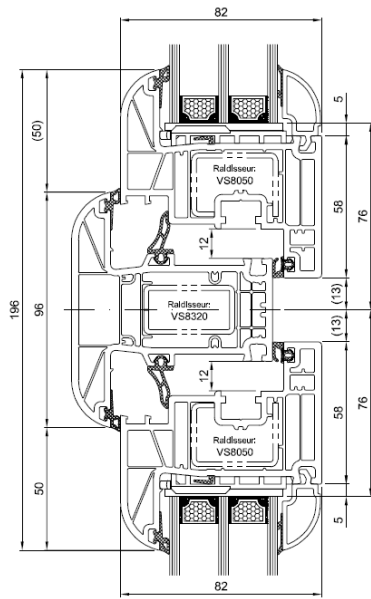 82
5
(50)
Raidisseur:
VS8050
58
76
12
196
96
Raidisseur:
VS8320
(13)
(13)
12
58
76
50
Raidisseur:
VS8050
5
82